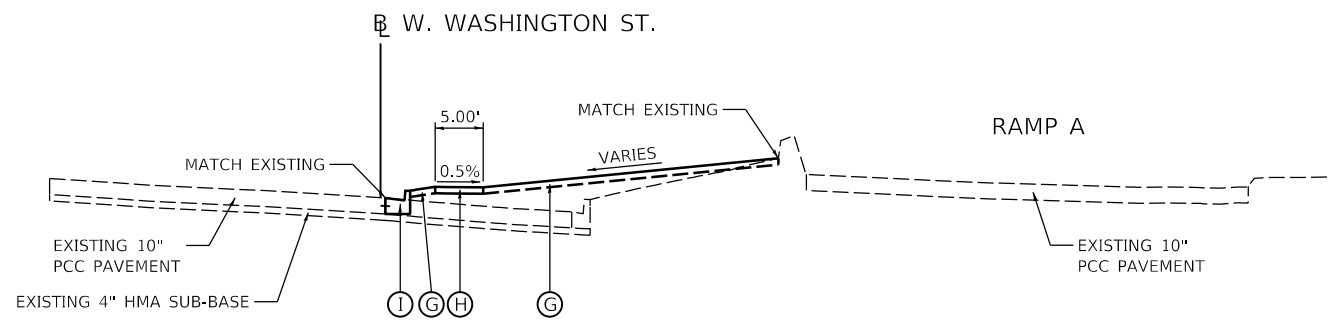 ℄ W. WASHINGTON ST.
5.00'
MATCH EXISTING
RAMP A
VARIES
MATCH EXISTING
0.5%
EXISTING 10"
PCC PAVEMENT
EXISTING 10"
PCC PAVEMENT
EXISTING 4" HMA SUB-BASE
I
G
H
G